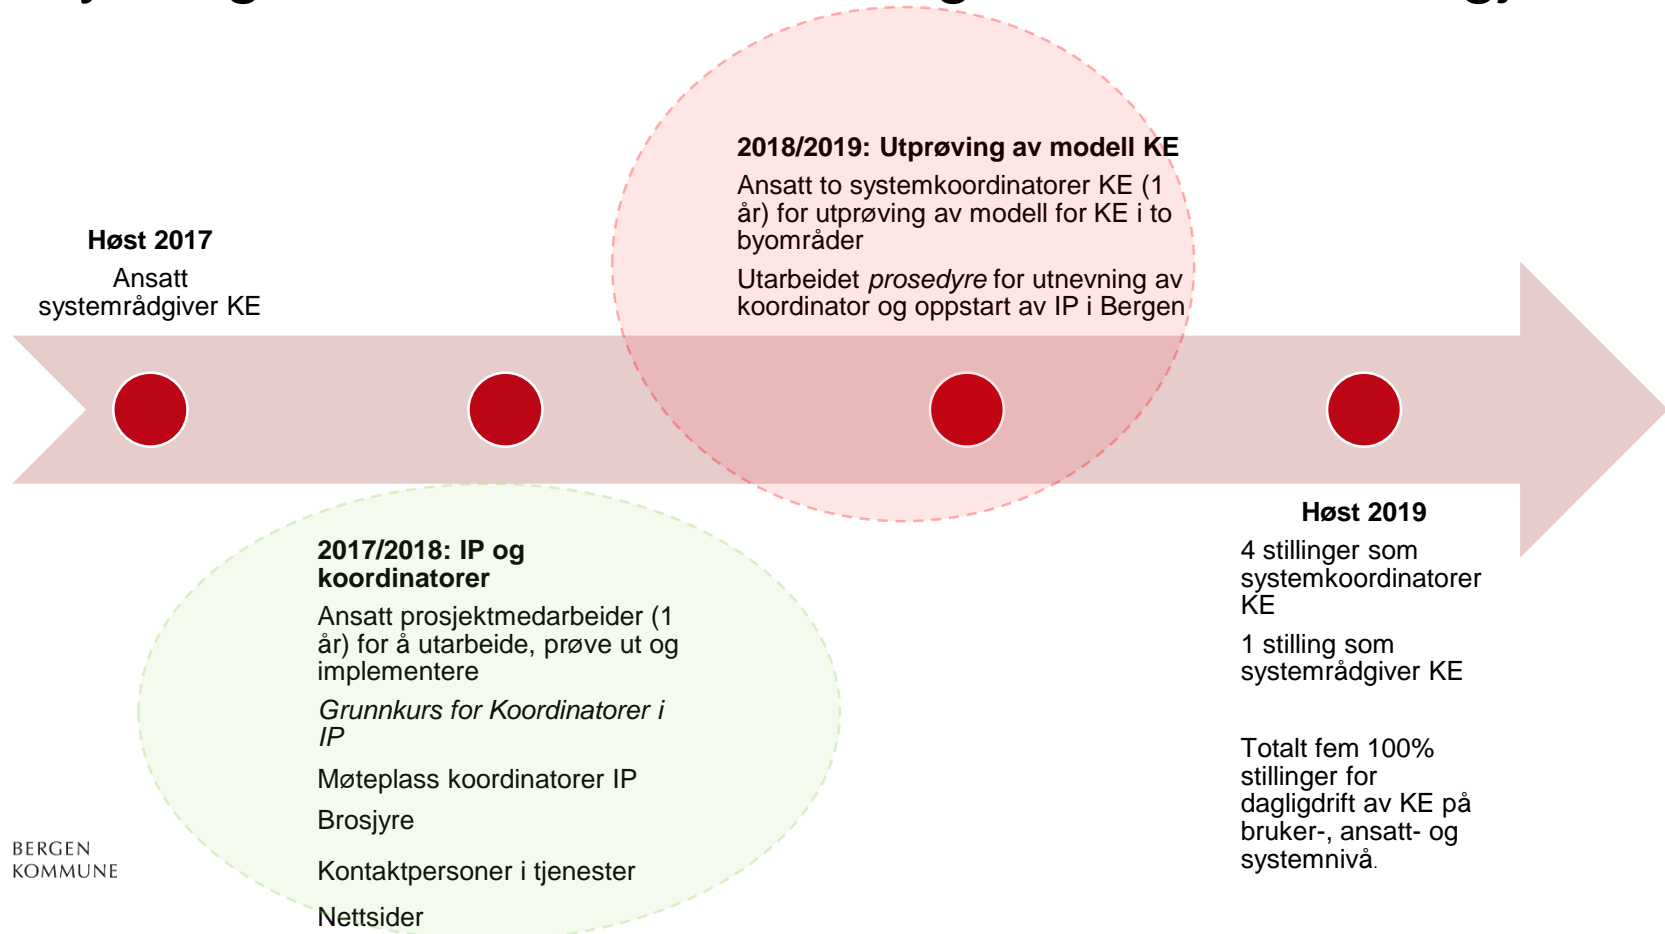 Høst 2017
Ansatt
systemrådgiver KE
2017/2018: IP og
koordinatorer
Ansatt prosjektmedarbeider (1
år) for å utarbeide, prøve ut og
implementere
Grunnkurs for Koordinatorer i
IP
Møteplass koordinatorer IP
Brosjyre
Kontaktpersoner i tjenester
Nettsider
2018/2019: Utprøving av modell KE
Ansatt to systemkoordinatorer KE (1
år) for utprøving av modell for KE i to
byområder
Utarbeidet prosedyre for utnevning av
koordinator og oppstart av IP i Bergen
Høst 2019
4 stillinger som
systemkoordinatorer
KE
1 stilling som
systemrådgiver KE
Totalt fem 100%
stillinger for
dagligdrift av KE på
bruker-, ansatt- og
systemnivå.
BERGEN
KOMMUNE